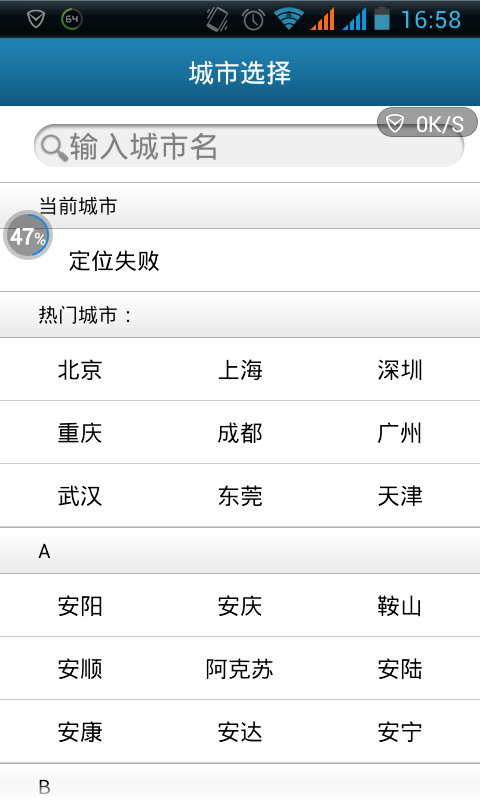 64 16:58
城市选择
0K/S
输入城市名
当前城市
47%
定位失败
热门城市：
北京 上海 深圳
重庆 成都 广州
武汉 东莞 天津
A
安阳 安庆 鞍山
安顺 阿克苏 安陆
安康 安达 安宁
B